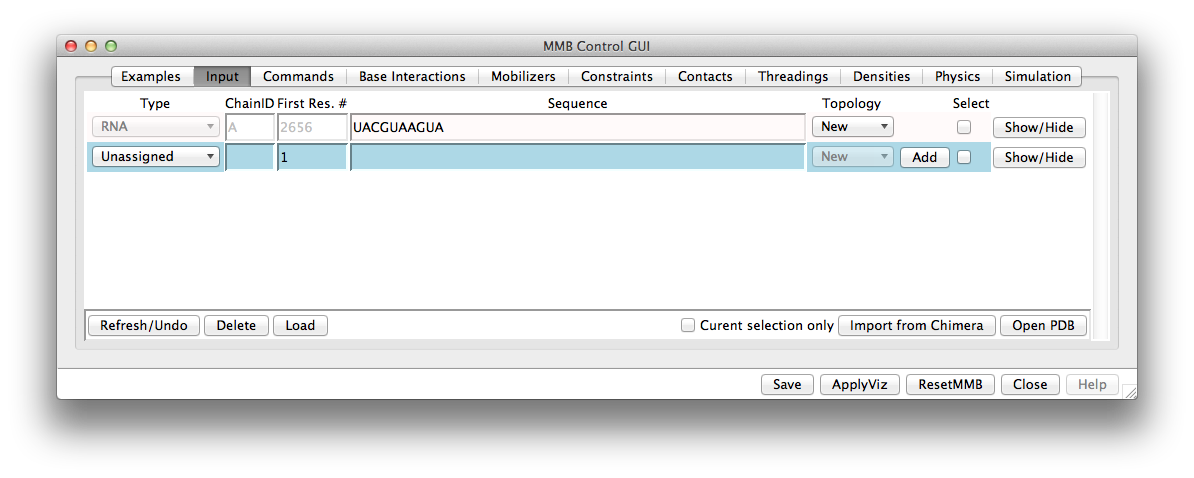 MMB Control GUI
Examples Input Commands Base Interactions Mobilizers Constraints Contacts Threadings Densities Physics Simulation
Type ChainID First Res. # Sequence Topology Select
RNA A 2656 UACGUAAGUA New Show/Hide
Unassigned 1 New Add Show/Hide
Refresh/Undo Delete Load Curent selection only Import from Chimera Open PDB
Save ApplyViz ResetMMB Close Help